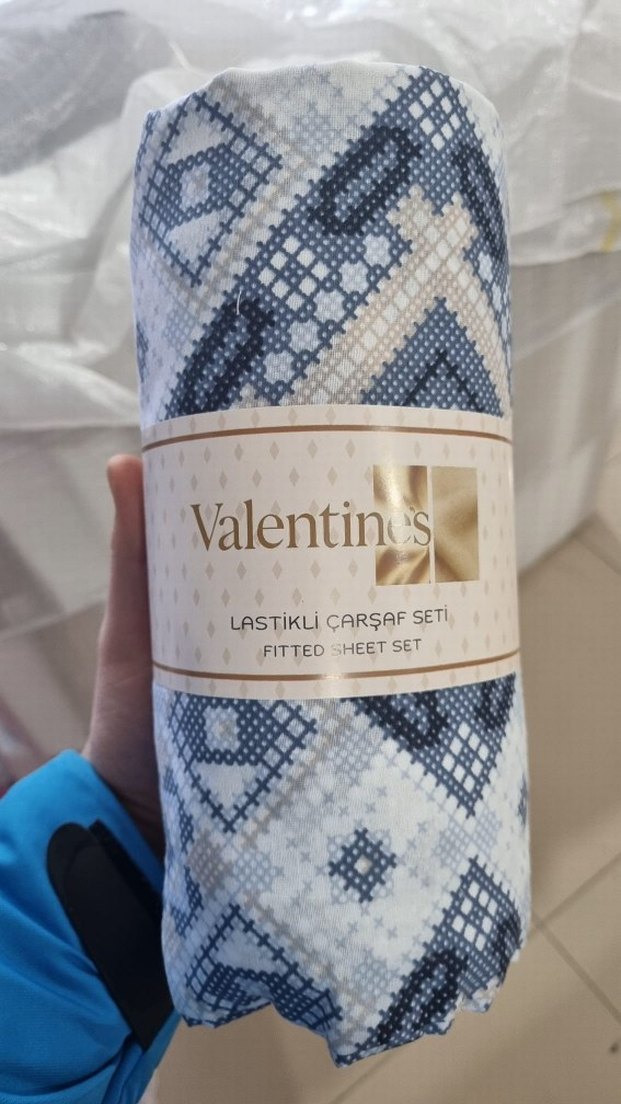 Valentine's
LASTİKLİ ÇARŞAF SETİ
FITTED SHEET SET